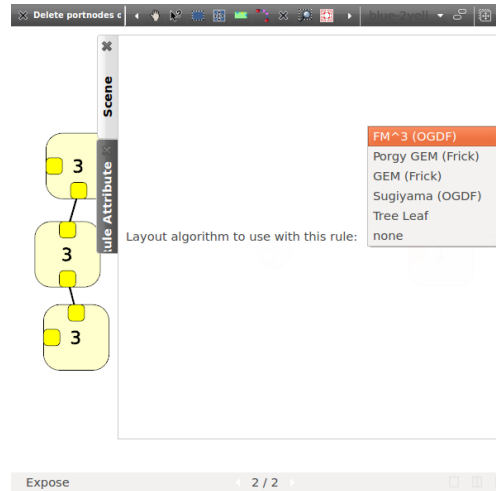 Delete portnodes c
blue 2yell
Scene
ule Attribute
3
3
3
Layout algorithm to use with this rule:
FM^3 (OGDF)
Porgy GEM (Frick)
GEM (Frick)
Sugiyama (OGDF)
Tree Leaf
none
Expose
2 / 2